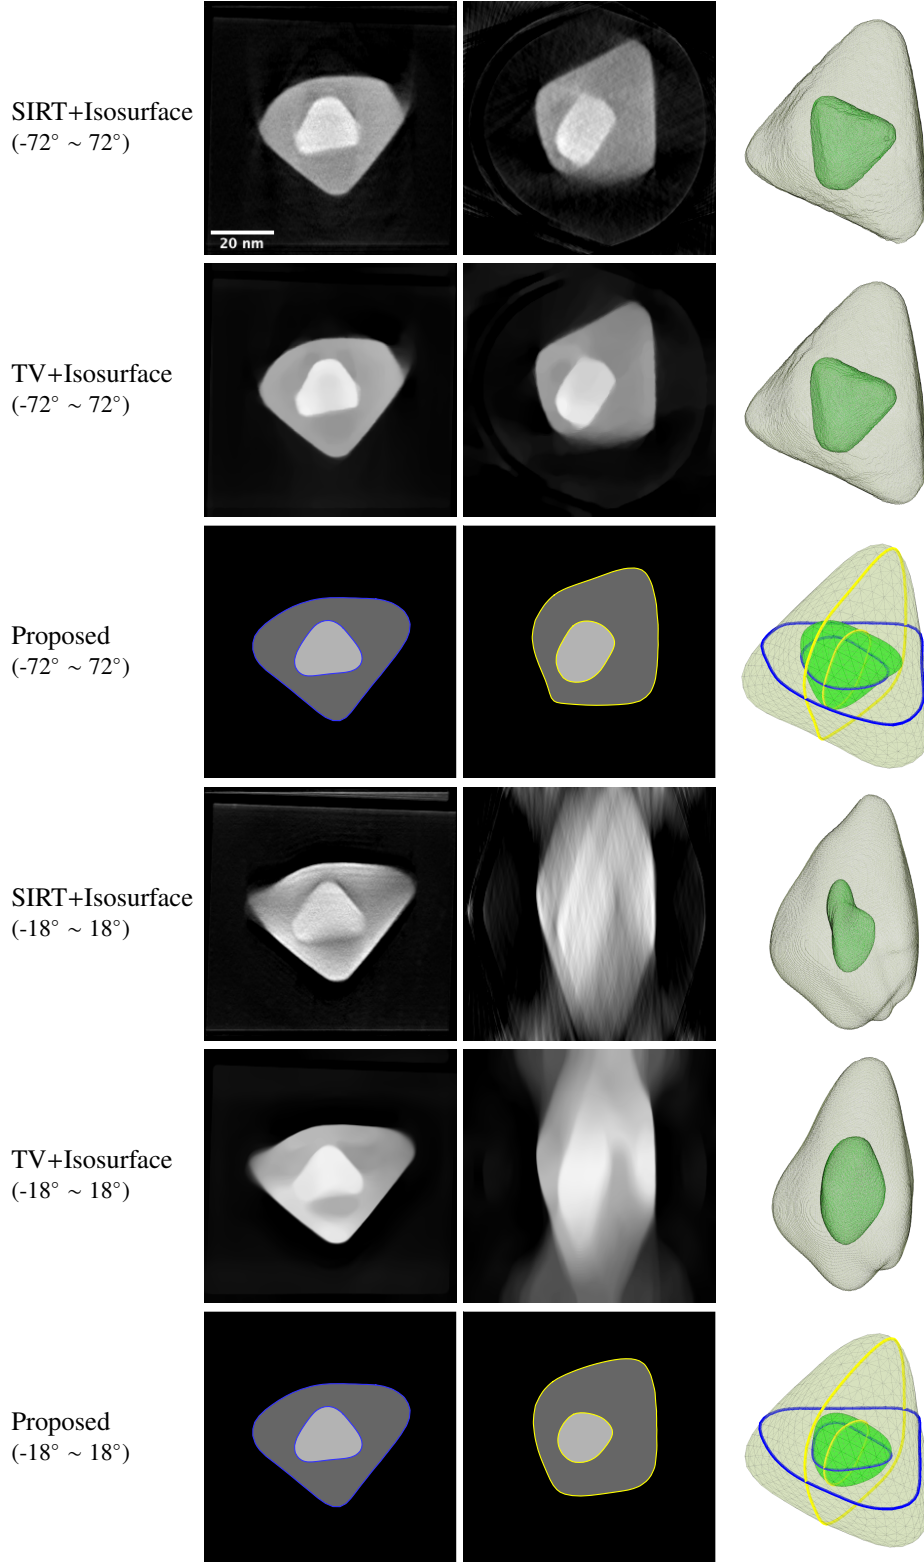 SIRT+Isosurface
(-72° ~ 72°)
20 nm
TV+Isosurface
(-72° ~ 72°)
Proposed
(-72° ~ 72°)
SIRT+Isosurface
(-18° ~ 18°)
TV+Isosurface
(-18° ~ 18°)
Proposed
(-18° ~ 18°)